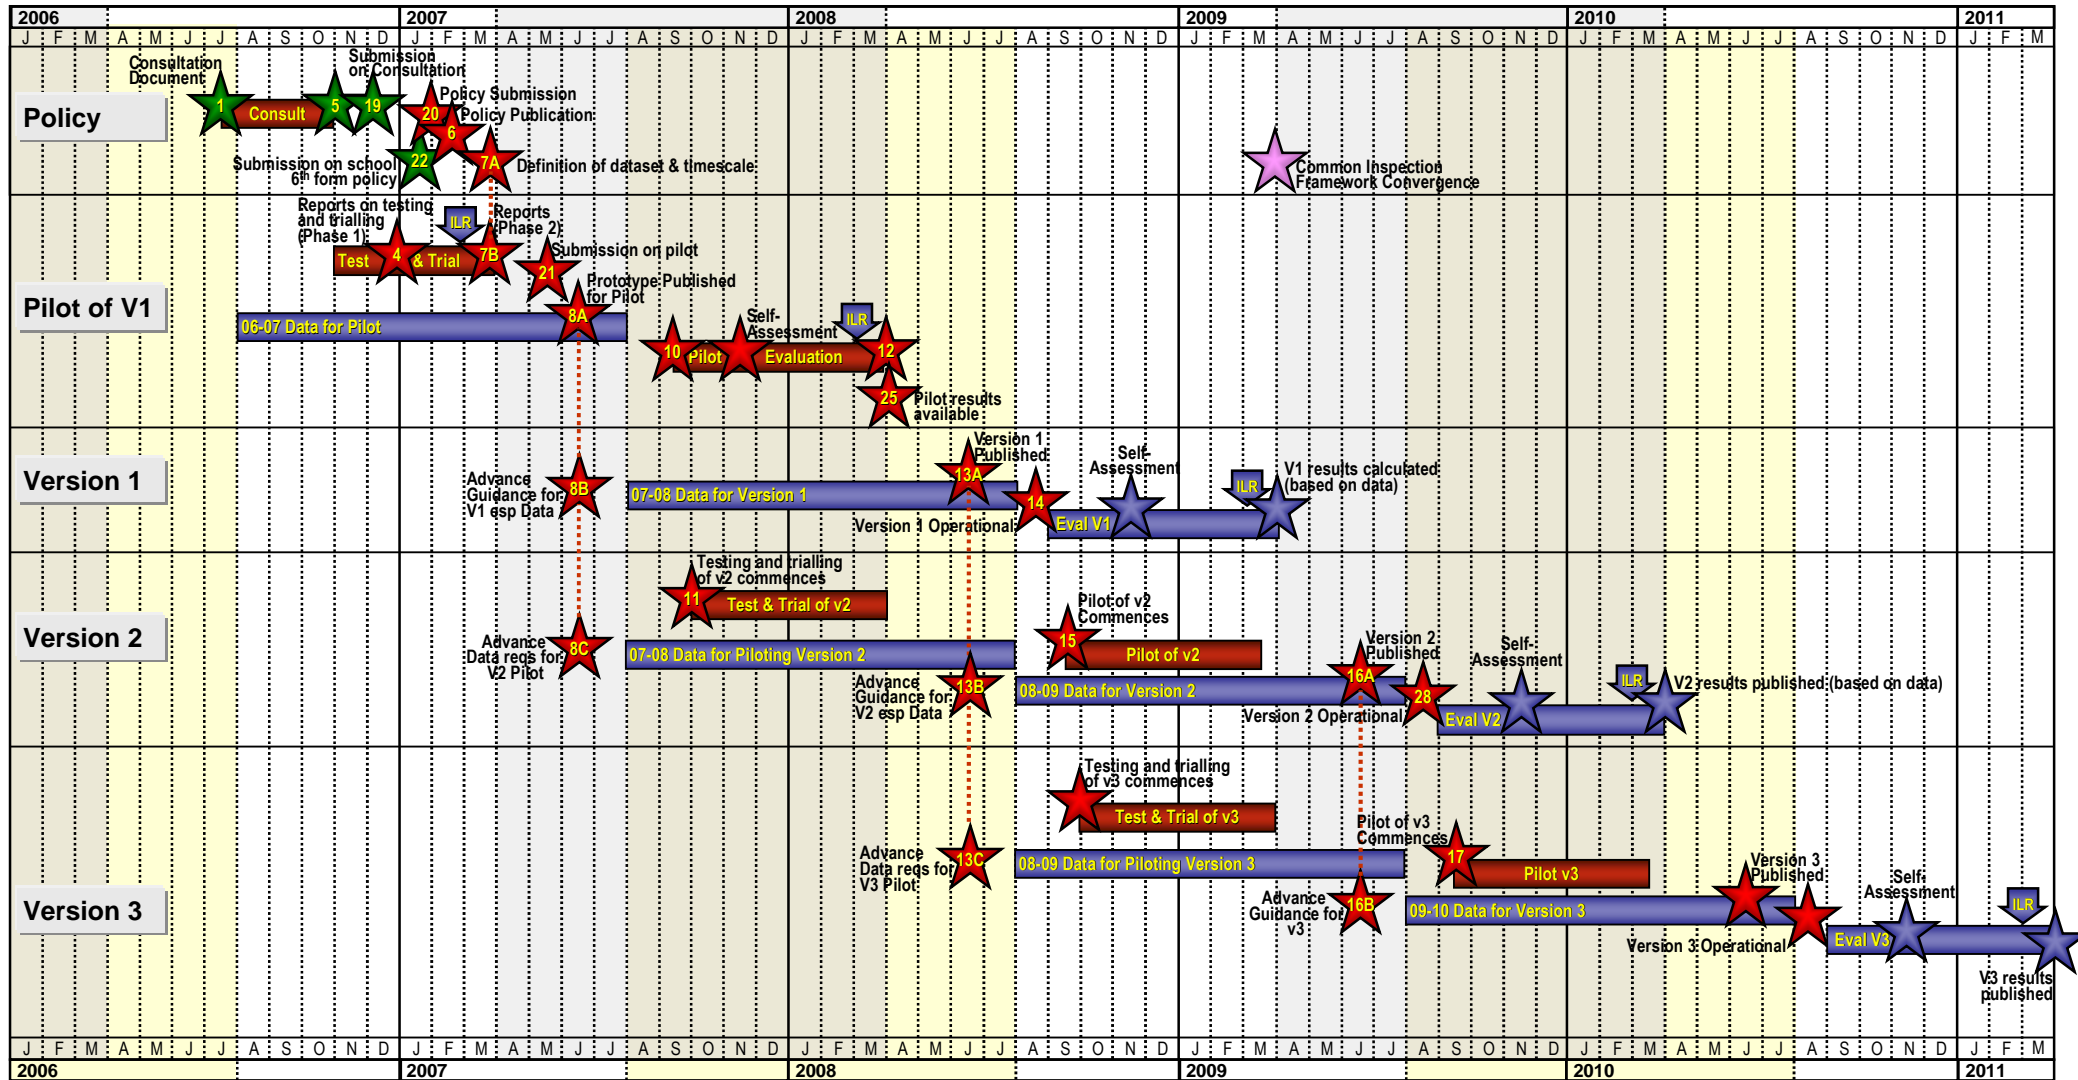 2006 2007 2008 2009 2010 2011
J F M A M J J A S O N D J F M A M J J A S O N D J F M A M J J A S O N D J F M A M J J A S O N D J F M A M J J A S O N D J F M
Policy
Consultation
Document
1
Consult
5
Submission
on Consultation
19
20
Policy Submission
6
Policy Publication
Submission on school
6th form policy
22
7A
Definition of dataset & timescale
Common Inspection
Framework Convergence
Pilot of V1
Reports on testing
and trialling
(Phase 1)
ILR
Reports
(Phase 2)
Test
4
& Trial
7B
21
Submission on pilot
Prototype Published
for Pilot
8A
06-07 Data for Pilot
10
Pilot
Self-
Assessment
Evaluation
ILR
12
25
Pilot results
available
Version 1
Advance
Guidance for
V1 esp Data
8B
07-08 Data for Version 1
Version 1
Published
13A
14
Version 1 Operational
Eval V1
Self-
Assessment
ILR
V1 results calculated
(based on data)
Version 2
Testing and trialling
of v2 commences
11
Test & Trial of v2
Advance
Data reqs for
V2 Pilot
8C
07-08 Data for Piloting Version 2
Advance
Guidance for
V2 esp Data
13B
Pilot of v2
Commences
15
Pilot of v2
08-09 Data for Version 2
Version 2
Published
16A
Version 2 Operational
28
Eval V2
Self-
Assessment
ILR
V2 results published (based on data)
Version 3
Testing and trialling
of v3 commences
Test & Trial of v3
Advance
Data reqs for
V3 Pilot
13C
08-09 Data for Piloting Version 3
Pilot of v3
Commences
17
Pilot v3
Advance
Guidance for
v3
16B
09-10 Data for Version 3
Version 3
Published
Version 3 Operational
Eval V3
Self-
Assessment
ILR
V3 results
published
J F M A M J J A S O N D J F M A M J J A S O N D J F M A M J J A S O N D J F M A M J J A S O N D J F M A M J J A S O N D J F M
2006 2007 2008 2009 2010 2011